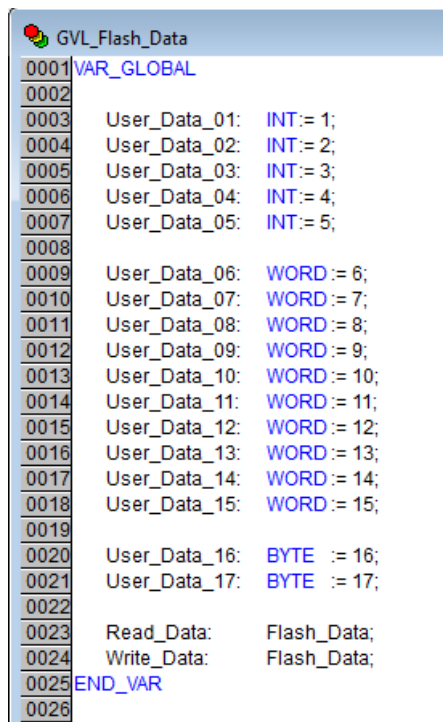 GVL_Flash_Data
0001 VAR_GLOBAL
0002
0003 User_Data_01: INT:= 1;
0004 User_Data_02: INT:= 2;
0005 User_Data_03: INT:= 3;
0006 User_Data_04: INT:= 4;
0007 User_Data_05: INT:= 5;
0008
0009 User_Data_06: WORD := 6;
0010 User_Data_07: WORD := 7;
0011 User_Data_08: WORD := 8;
0012 User_Data_09: WORD := 9;
0013 User_Data_10: WORD := 10;
0014 User_Data_11: WORD := 11;
0015 User_Data_12: WORD := 12;
0016 User_Data_13: WORD := 13;
0017 User_Data_14: WORD := 14;
0018 User_Data_15: WORD := 15;
0019
0020 User_Data_16: BYTE := 16;
0021 User_Data_17: BYTE := 17;
0022
0023 Read_Data: Flash_Data;
0024 Write_Data: Flash_Data;
0025 END_VAR
0026